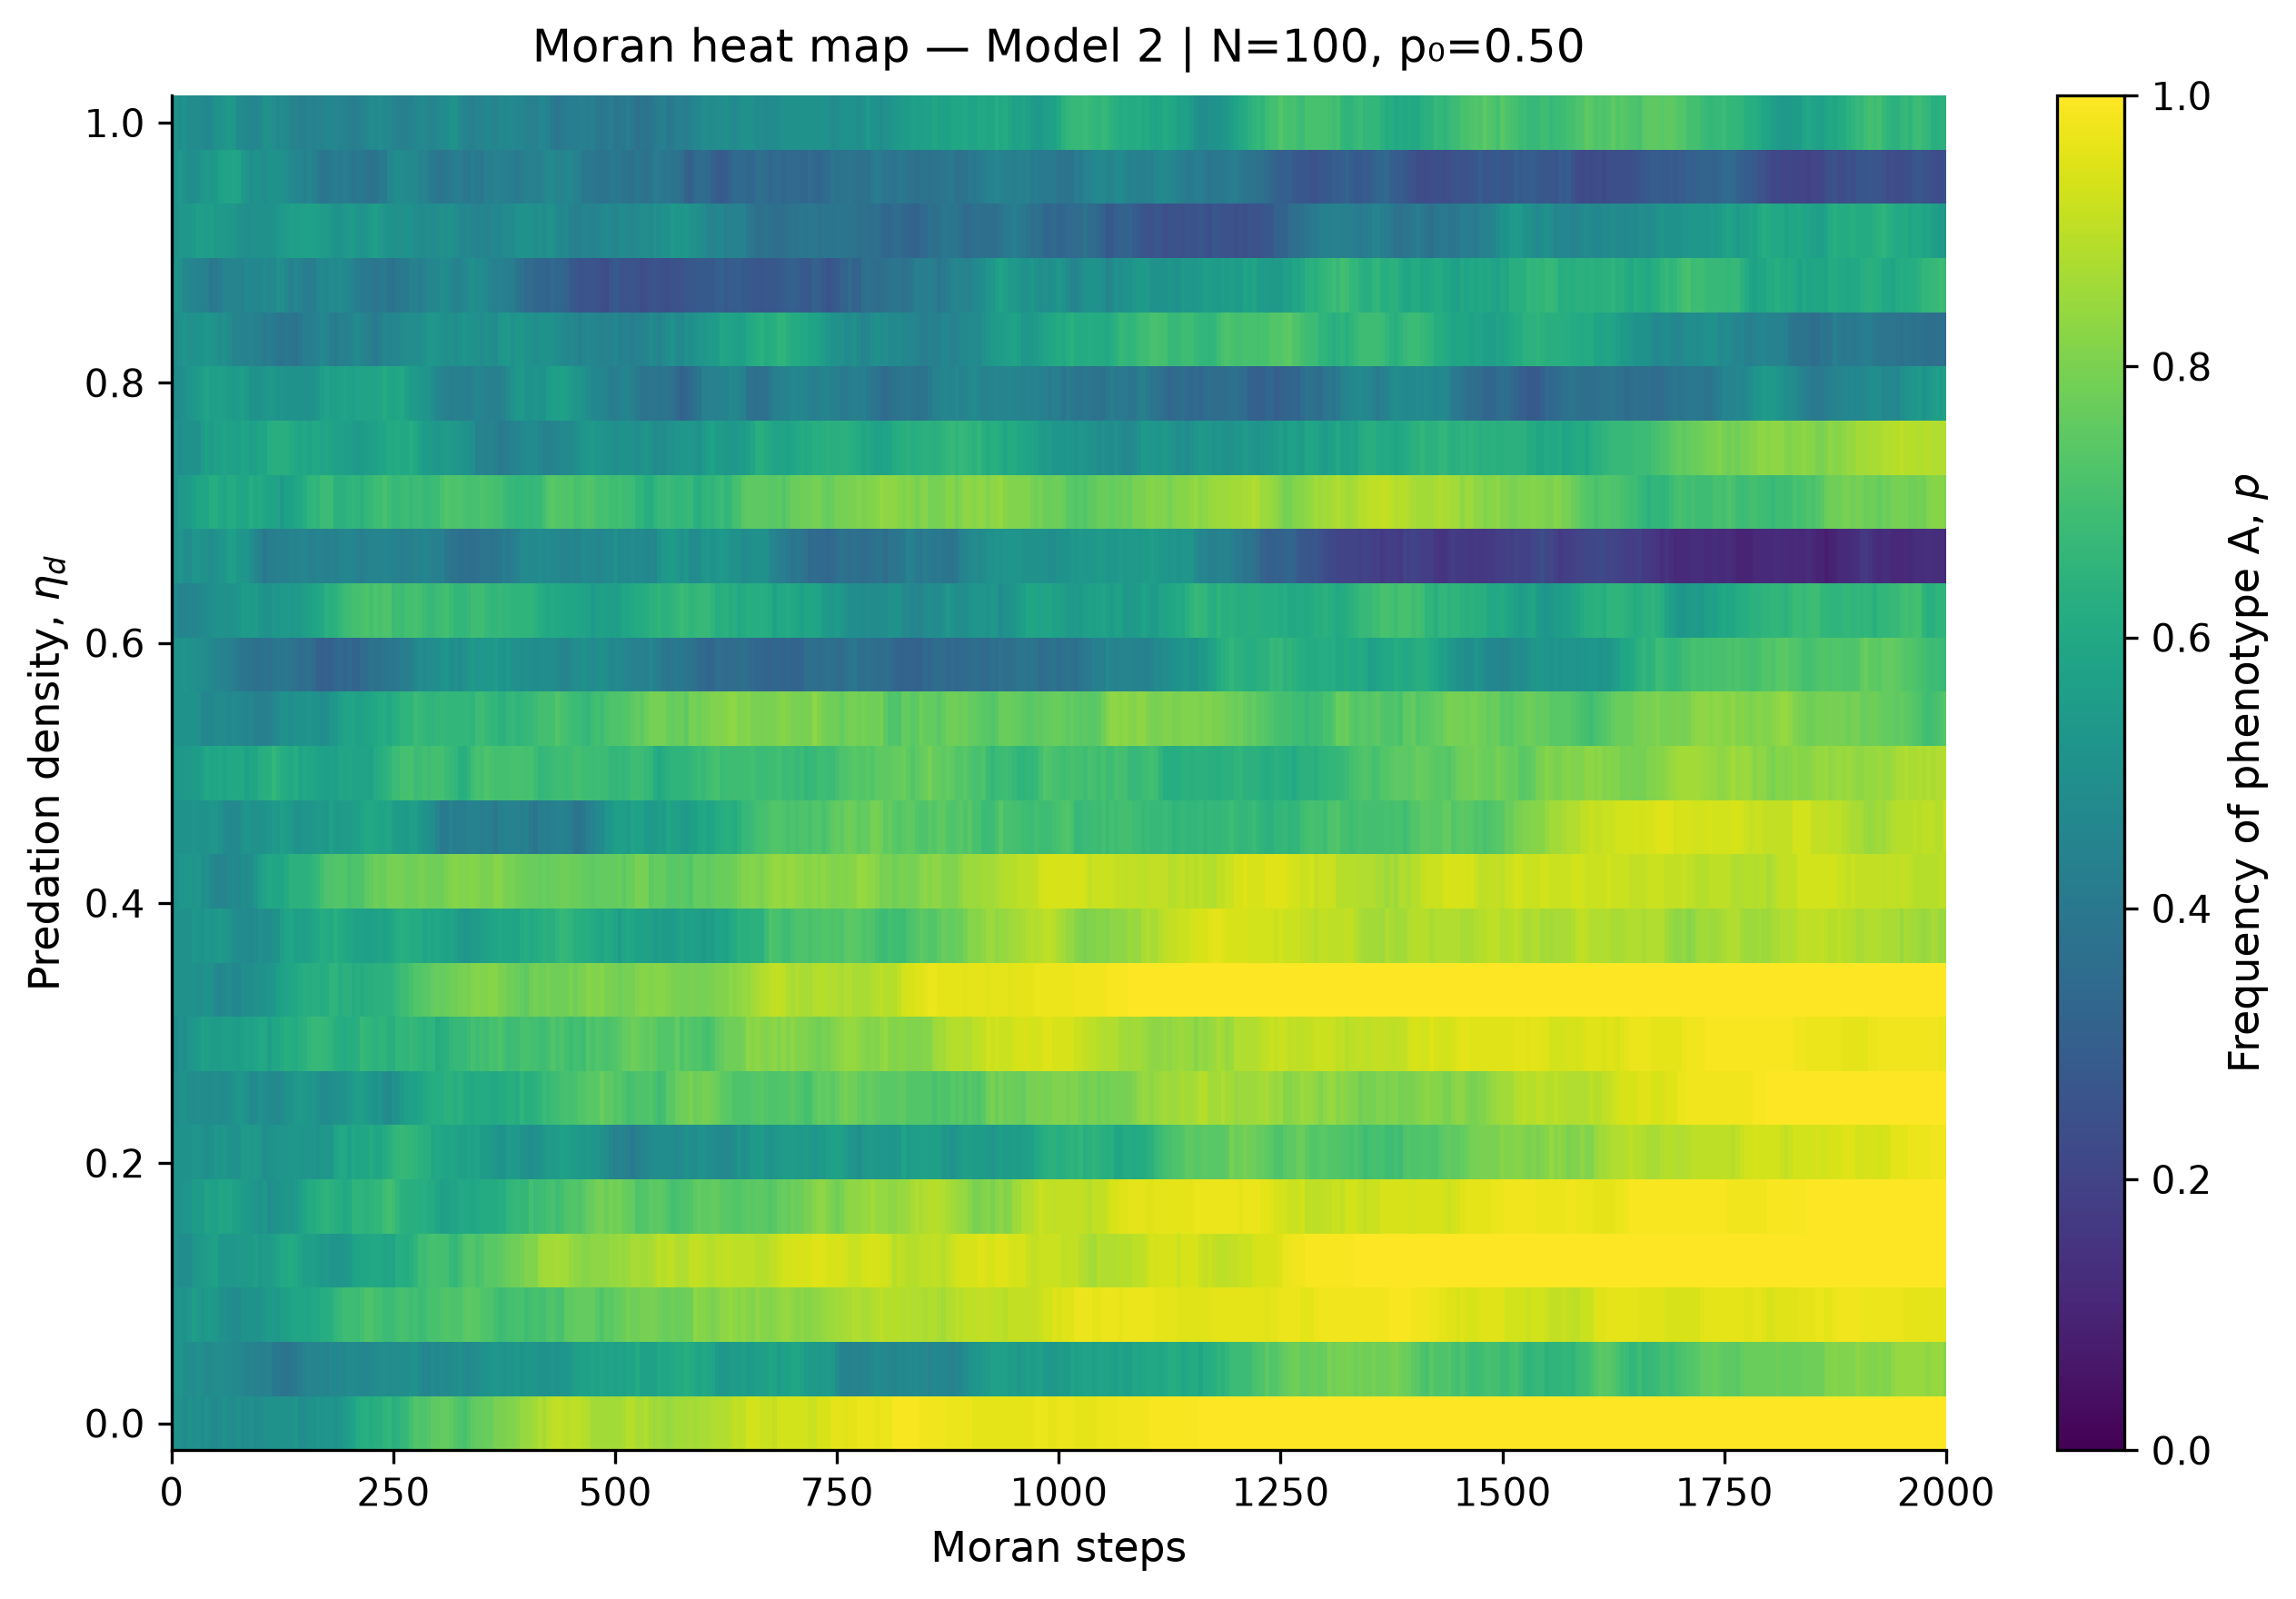 Moran heat map — Model 2 | N=100, p₀=0.50
Predation density, η_d
1.0
0.8
0.6
0.4
0.2
0.0
0 250 500 750 1000 1250 1500 1750 2000
Moran steps
1.0
0.8
0.6
0.4
0.2
0.0
Frequency of phenotype A, p